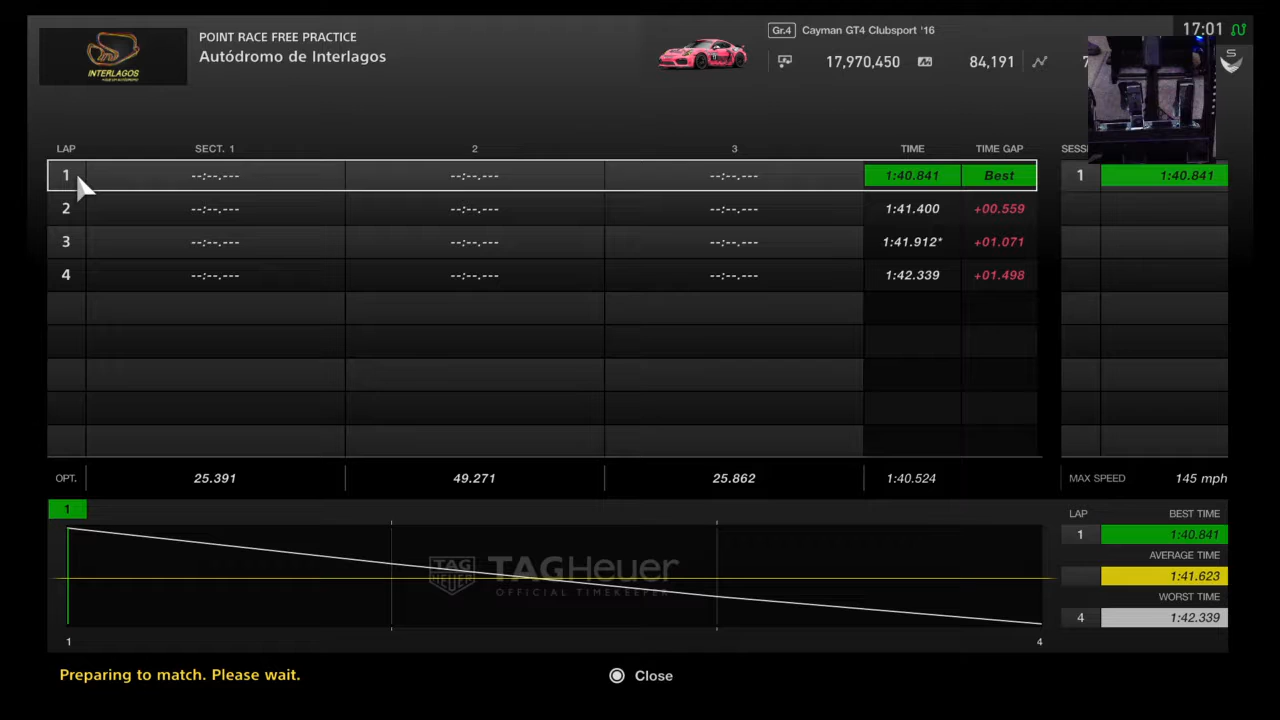 POINT RACE FREE PRACTICE
Autódromo de Interlagos
INTERLAGOS
Gr.4 Cayman GT4 Clubsport '16
17,970,450 84,191 7
17:01
S
LAP SECT. 1 2 3 TIME TIME GAP SESS
1 --:--.--- --:--.--- --:--.--- 1:40.841 Best 1 1:40.841
2 --:--.--- --:--.--- --:--.--- 1:41.400 +00.559
3 --:--.--- --:--.--- --:--.--- 1:41.912* +01.071
4 --:--.--- --:--.--- --:--.--- 1:42.339 +01.498
OPT. 25.391 49.271 25.862 1:40.524 MAX SPEED 145 mph
1
LAP BEST TIME
1 1:40.841
AVERAGE TIME
1:41.623
WORST TIME
4 1:42.339
TAG HEUER TAGHeuer
OFFICIAL TIMEKEEPER
1 4
Preparing to match. Please wait.
Close